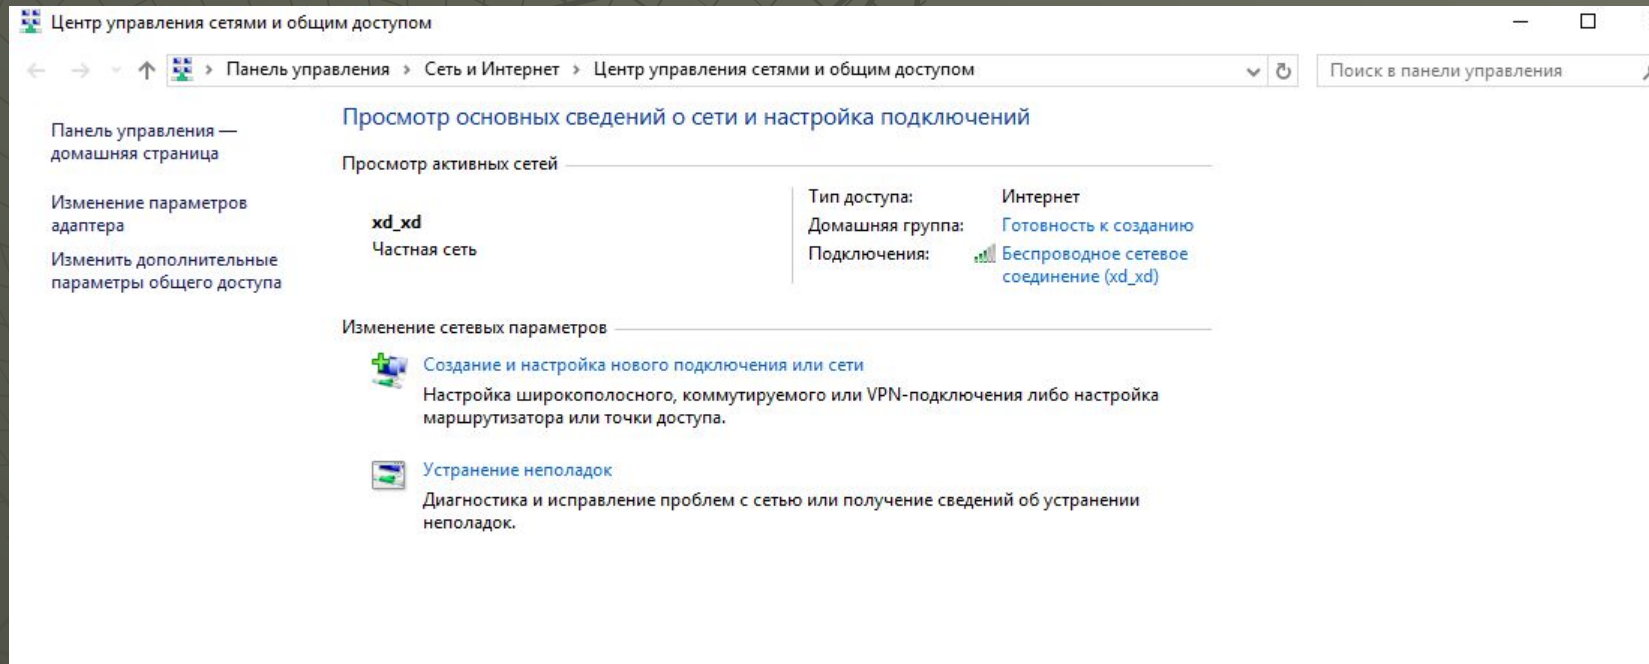 Центр управления сетями и общим доступом
Панель управления > Сеть и Интернет > Центр управления сетями и общим доступом
Поиск в панели управления
Панель управления —
домашняя страница
Изменение параметров
адаптера
Изменить дополнительные
параметры общего доступа
Просмотр основных сведений о сети и настройка подключений
Просмотр активных сетей
xd_xd
Частная сеть
Тип доступа: Интернет
Домашняя группа: Готовность к созданию
Подключения: Беспроводное сетевое
соединение (xd_xd)
Изменение сетевых параметров
Создание и настройка нового подключения или сети
Настройка широкополосного, коммутируемого или VPN-подключения либо настройка
маршрутизатора или точки доступа.
Устранение неполадок
Диагностика и исправление проблем с сетью или получение сведений об устранении
неполадок.